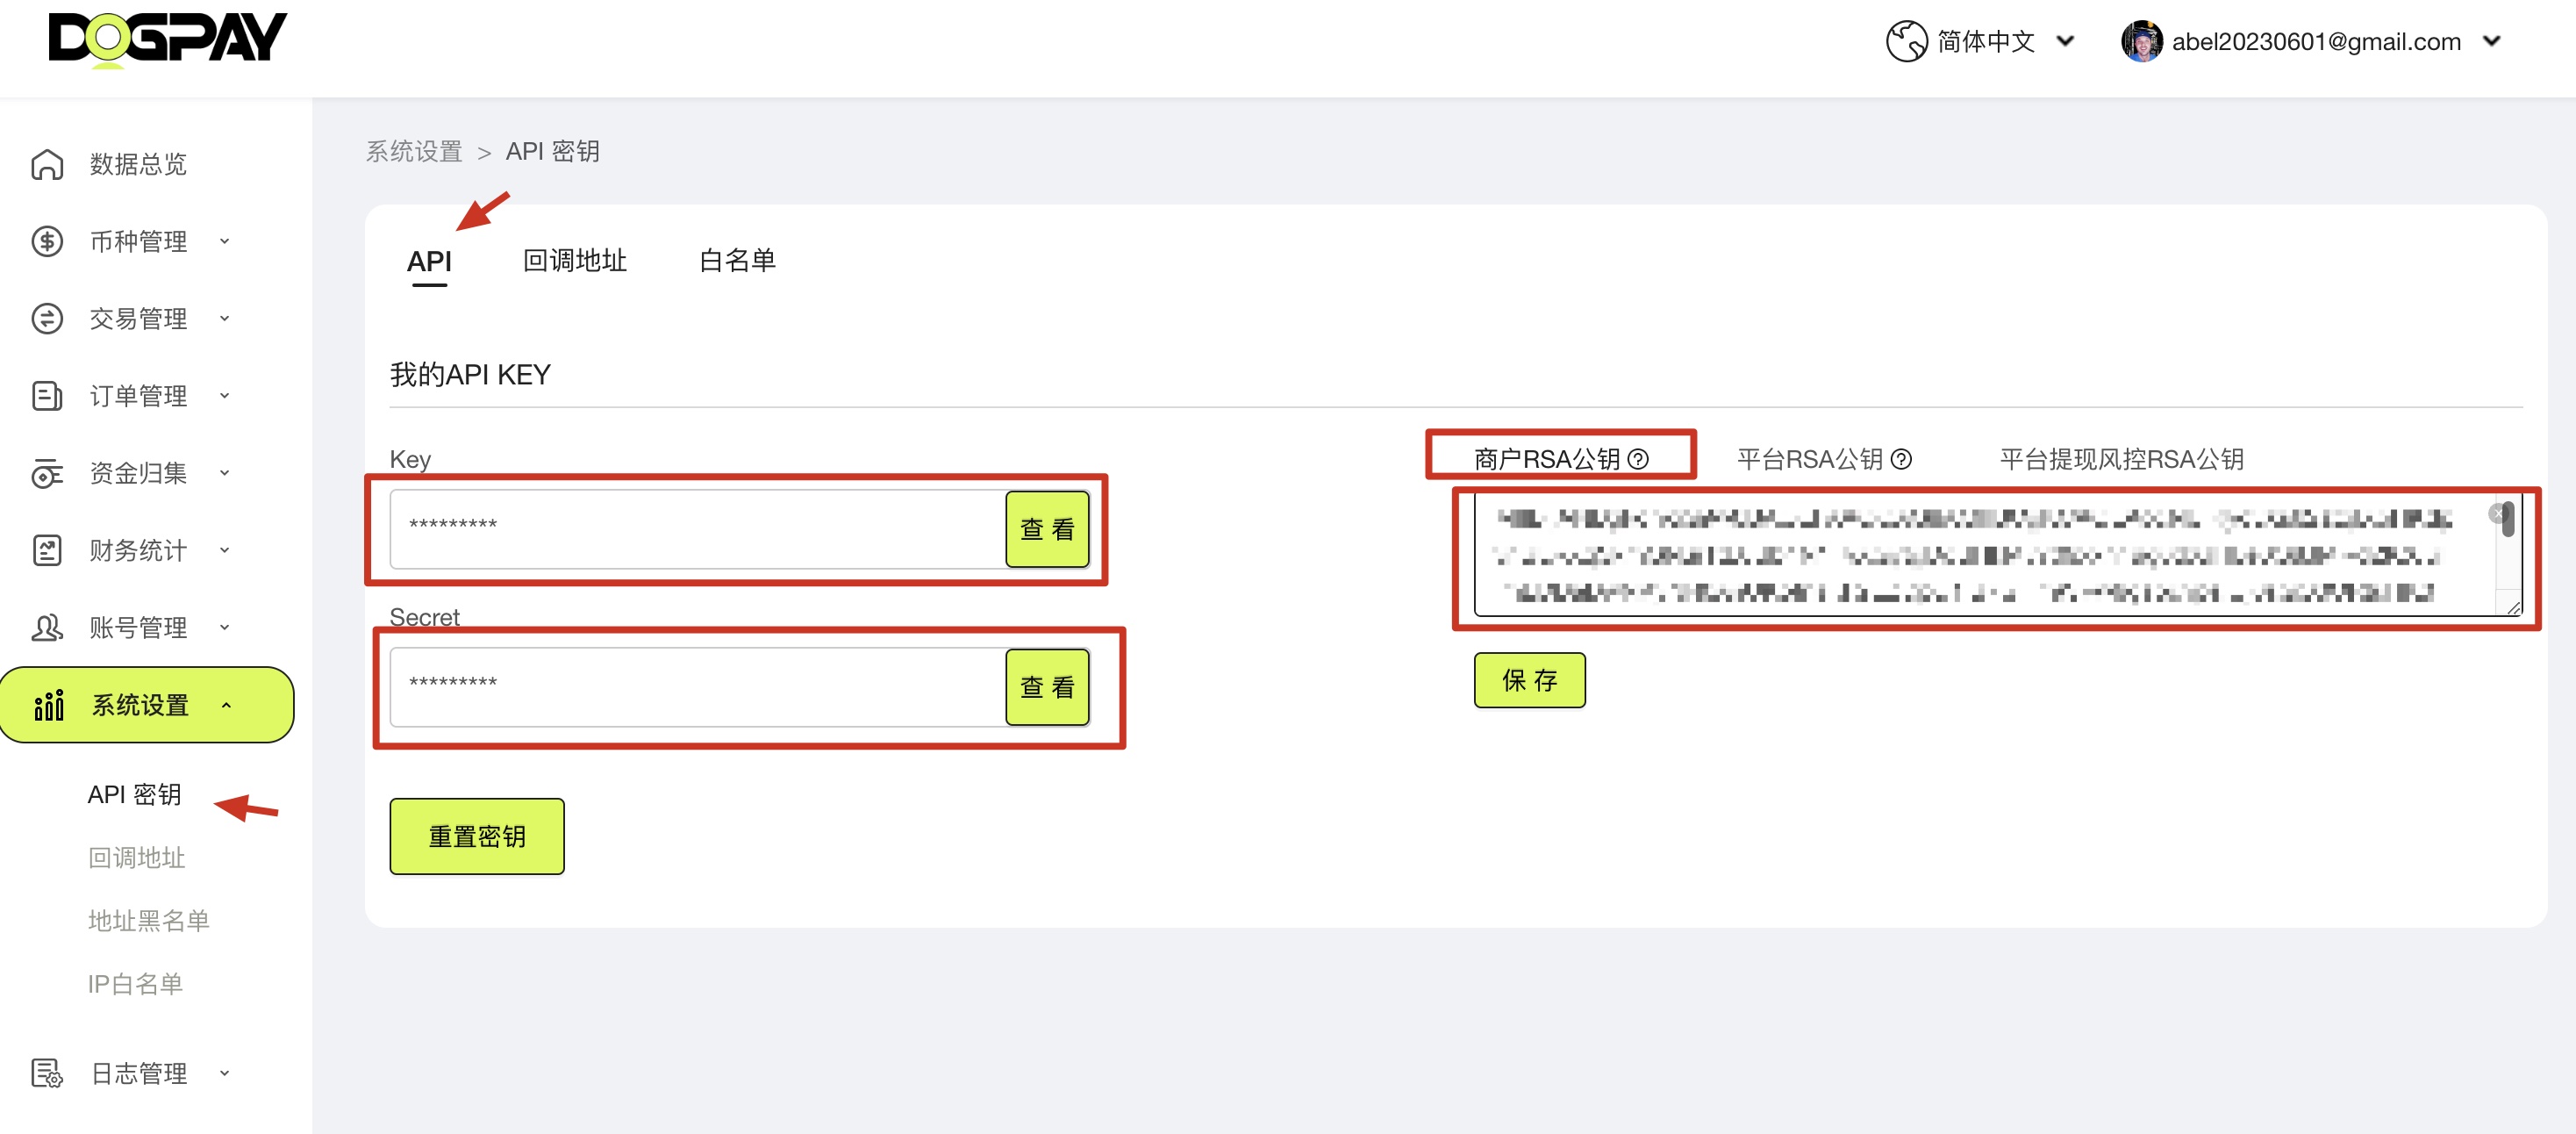 DOGPAY
简体中文
abel20230601@gmail.com
数据总览
币种管理
交易管理
订单管理
资金归集
财务统计
账号管理
系统设置
API 密钥
回调地址
地址黑名单
IP白名单
日志管理
系统设置 > API 密钥
API 回调地址 白名单
我的API KEY
Key
********* 查 看
Secret
********* 查 看
重置密钥
商户RSA公钥 ? 平台RSA公钥 ? 平台提现风控RSA公钥
保 存